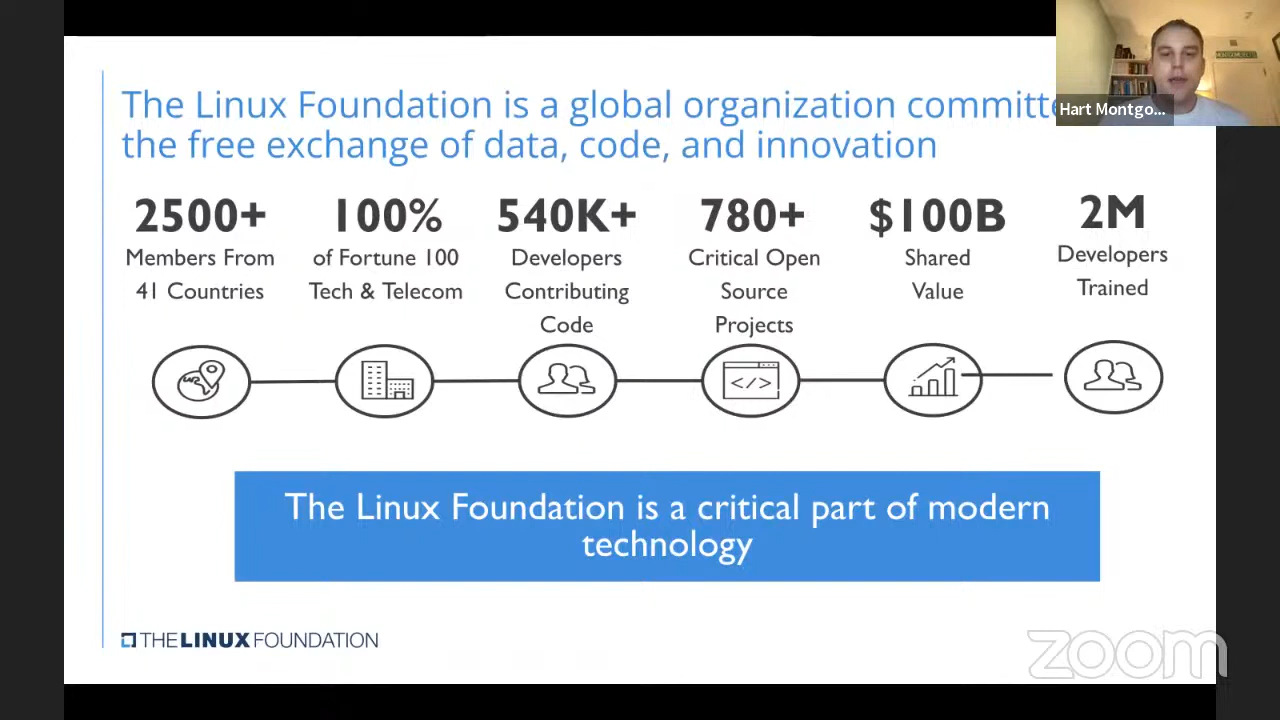 The Linux Foundation is a global organization committe
the free exchange of data, code, and innovation
Hart Montgo...
2500+
Members From
41 Countries
100%
of Fortune 100
Tech & Telecom
540K+
Developers
Contributing
Code
780+
Critical Open
Source
Projects
$100B
Shared
Value
2M
Developers
Trained
</>
The Linux Foundation is a critical part of modern
technology
THE LINUX FOUNDATION
zoom